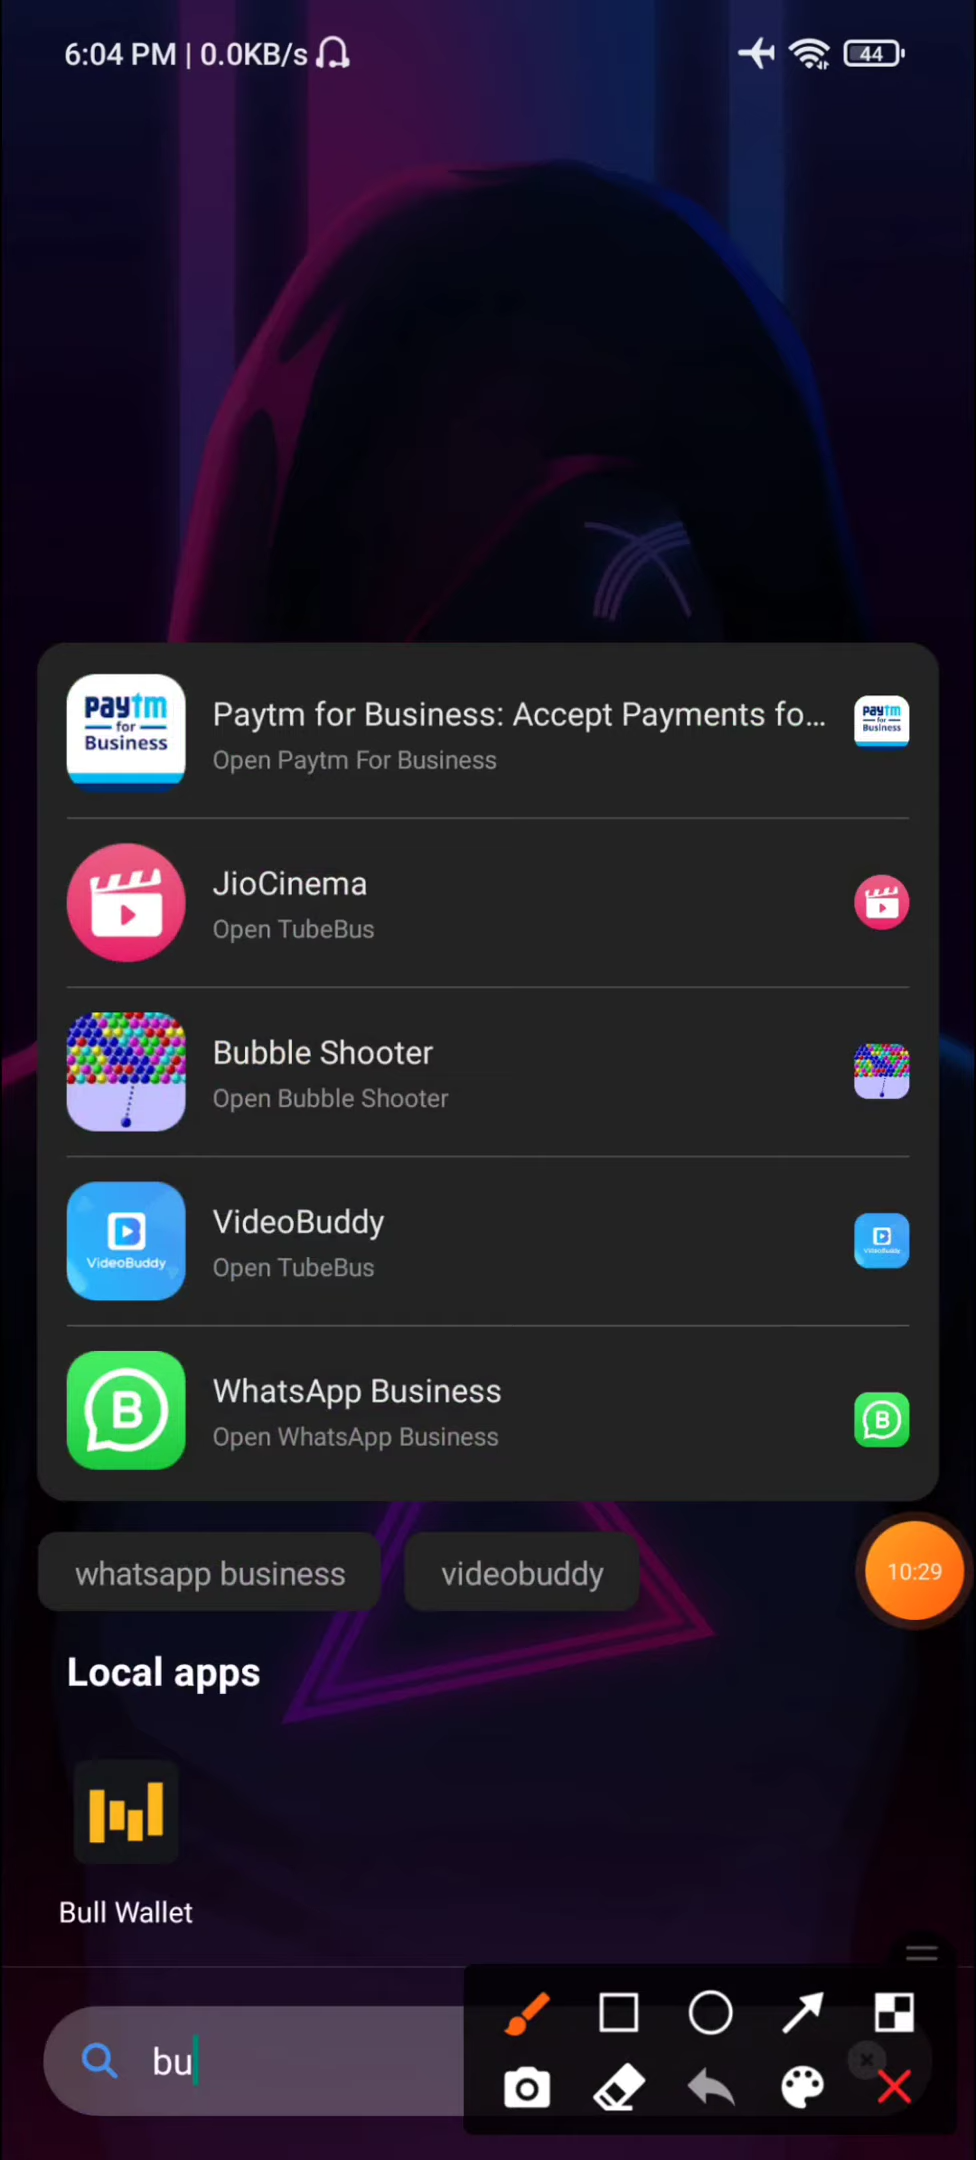 6:04 PM | 0.0KB/s
44
paytm
for
Business
Paytm for Business: Accept Payments fo...
Open Paytm For Business
paytm
for
Business
JioCinema
Open TubeBus
Bubble Shooter
Open Bubble Shooter
VideoBuddy
VideoBuddy
Open TubeBus
VideoBuddy
B
WhatsApp Business
Open WhatsApp Business
B
whatsapp business
videobuddy
10:29
Local apps
Bull Wallet
bu